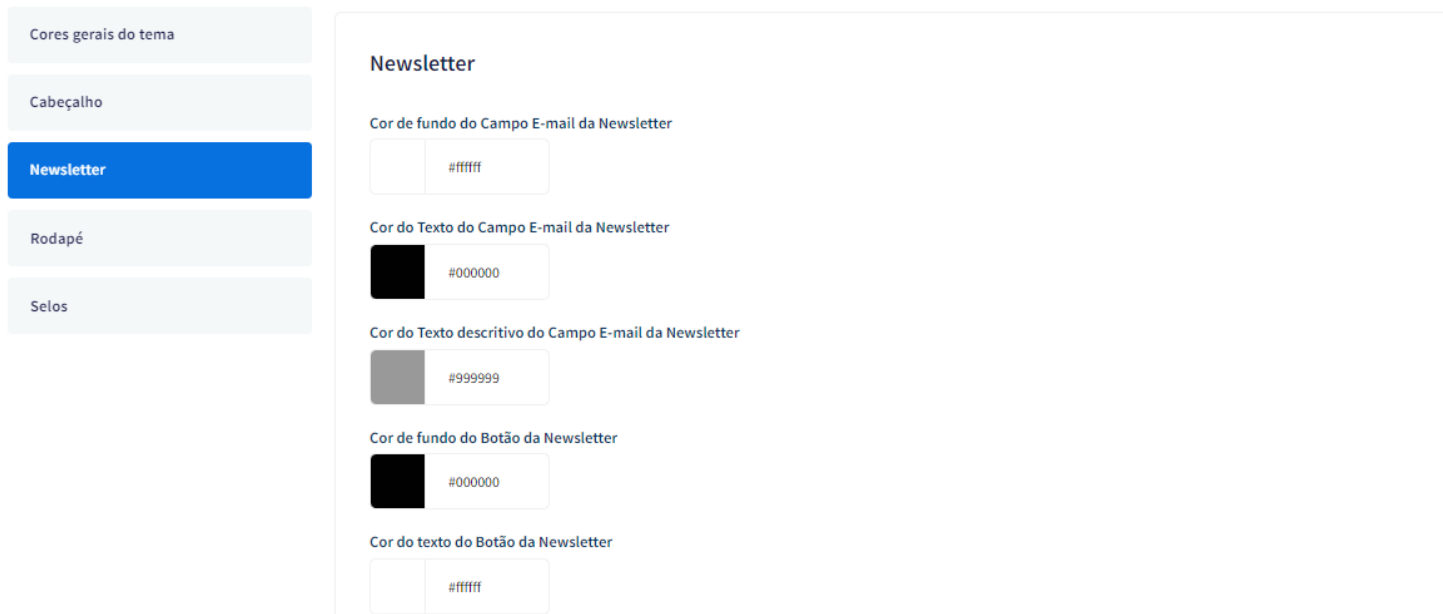 Cores gerais do tema
Cabeçalho
Newsletter
Rodapé
Selos
Newsletter
Cor de fundo do Campo E-mail da Newsletter
#ffffff
Cor do Texto do Campo E-mail da Newsletter
#000000
Cor do Texto descritivo do Campo E-mail da Newsletter
#999999
Cor de fundo do Botão da Newsletter
#000000
Cor do texto do Botão da Newsletter
#ffffff